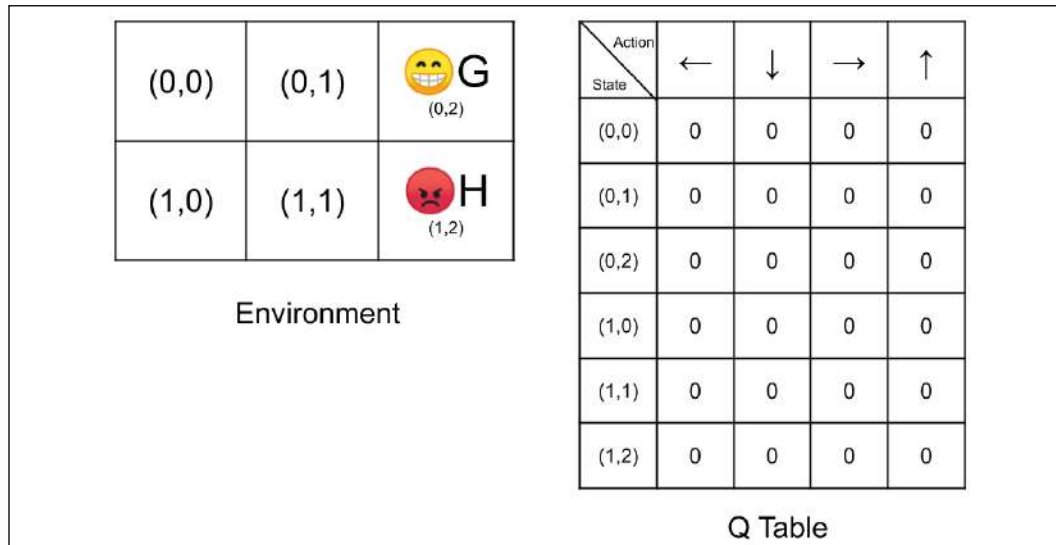 (0,0) (0,1) G
(0,2)
(1,0) (1,1) H
(1,2)
Environment
Action
State
← ↓ → ↑
(0,0) 0 0 0 0
(0,1) 0 0 0 0
(0,2) 0 0 0 0
(1,0) 0 0 0 0
(1,1) 0 0 0 0
(1,2) 0 0 0 0
Q Table